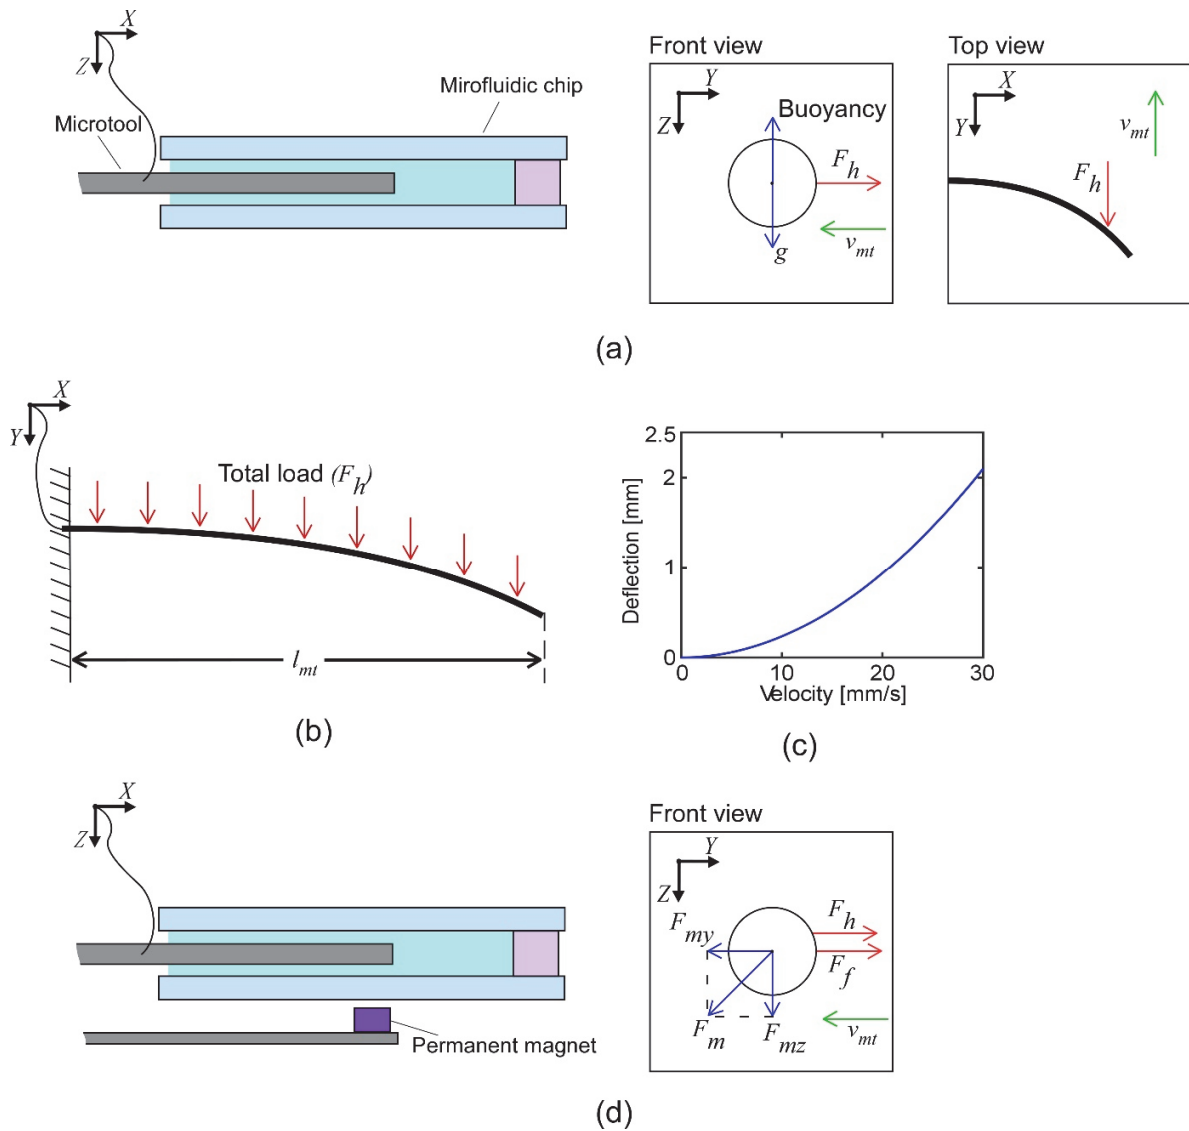 X
Z
Mirofluidic chip
Microtool
Front view
Y
Z
Buoyancy
F_h
v_mt
g
Top view
X
Y
v_mt
F_h
(a)
X
Y
Total load (F_h)
l_mt
(b)
2.5
2
1
0
0 10 20 30
Deflection [mm]
Velocity [mm/s]
(c)
X
Z
Permanent magnet
Front view
Y
Z
F_my
F_h
F_f
F_m
F_mz
v_mt
(d)